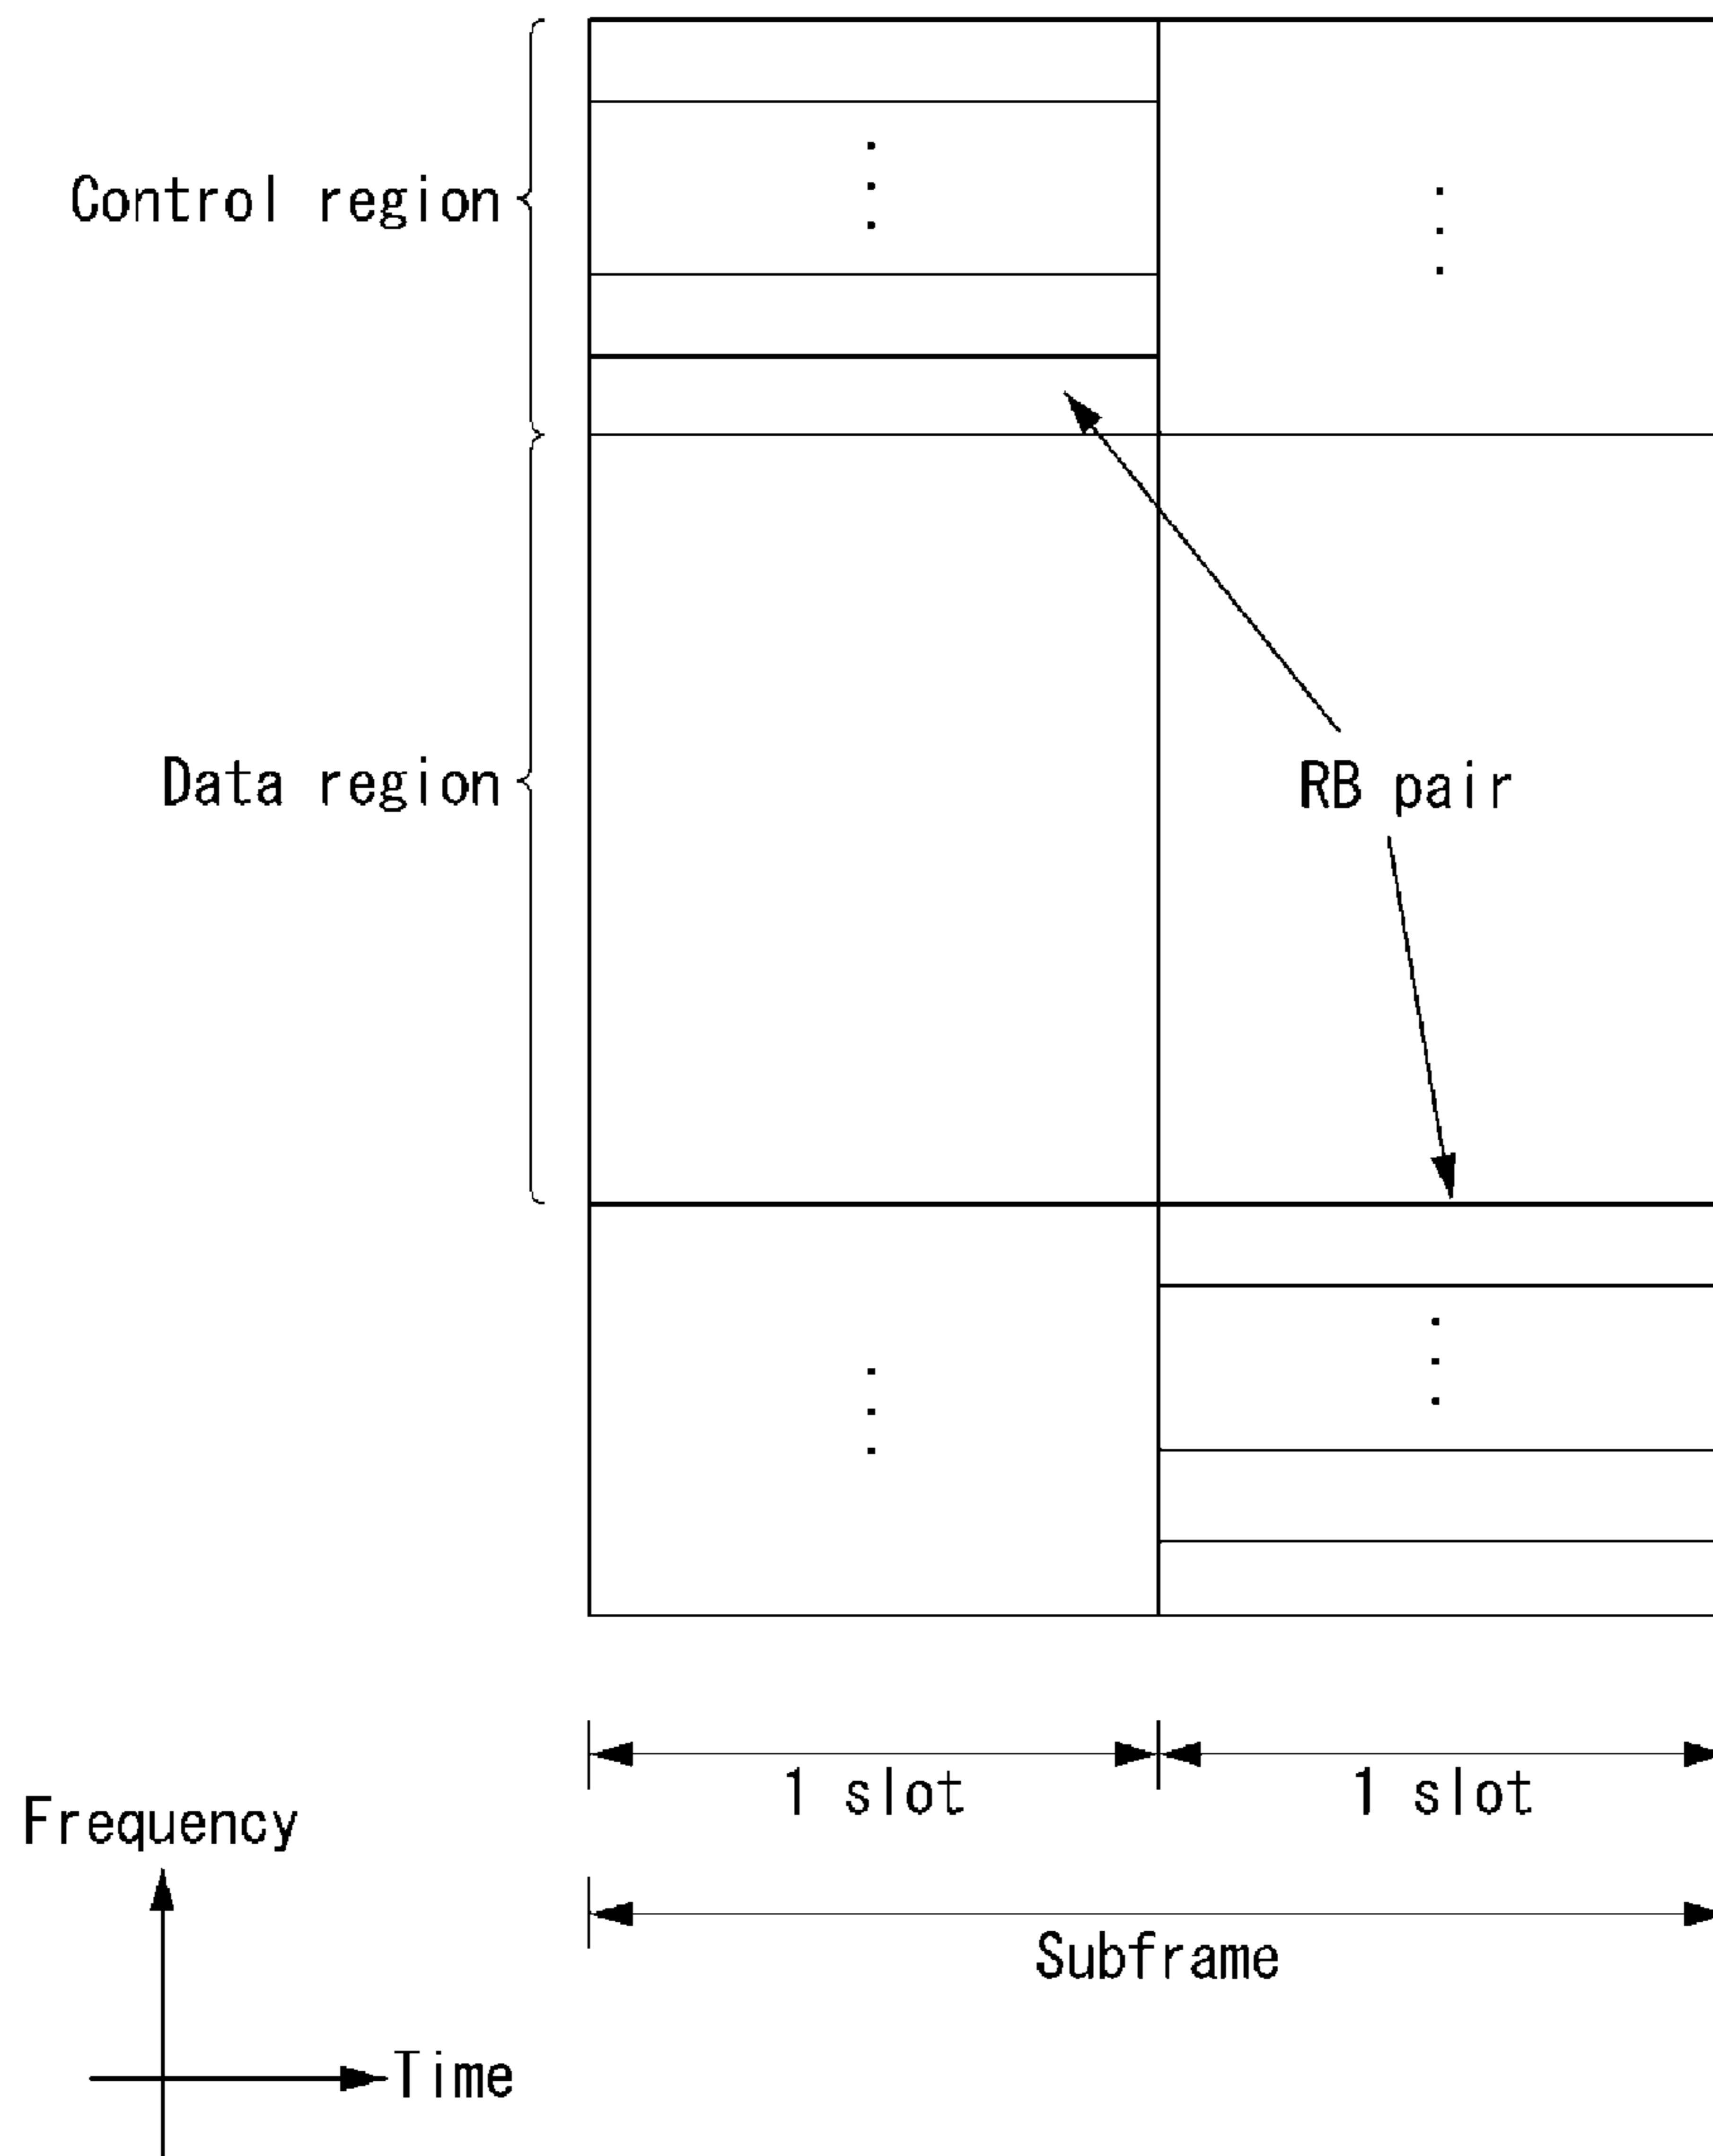 Control region
Data region
RB pair
1 slot
1 slot
Frequency
Subframe
Time